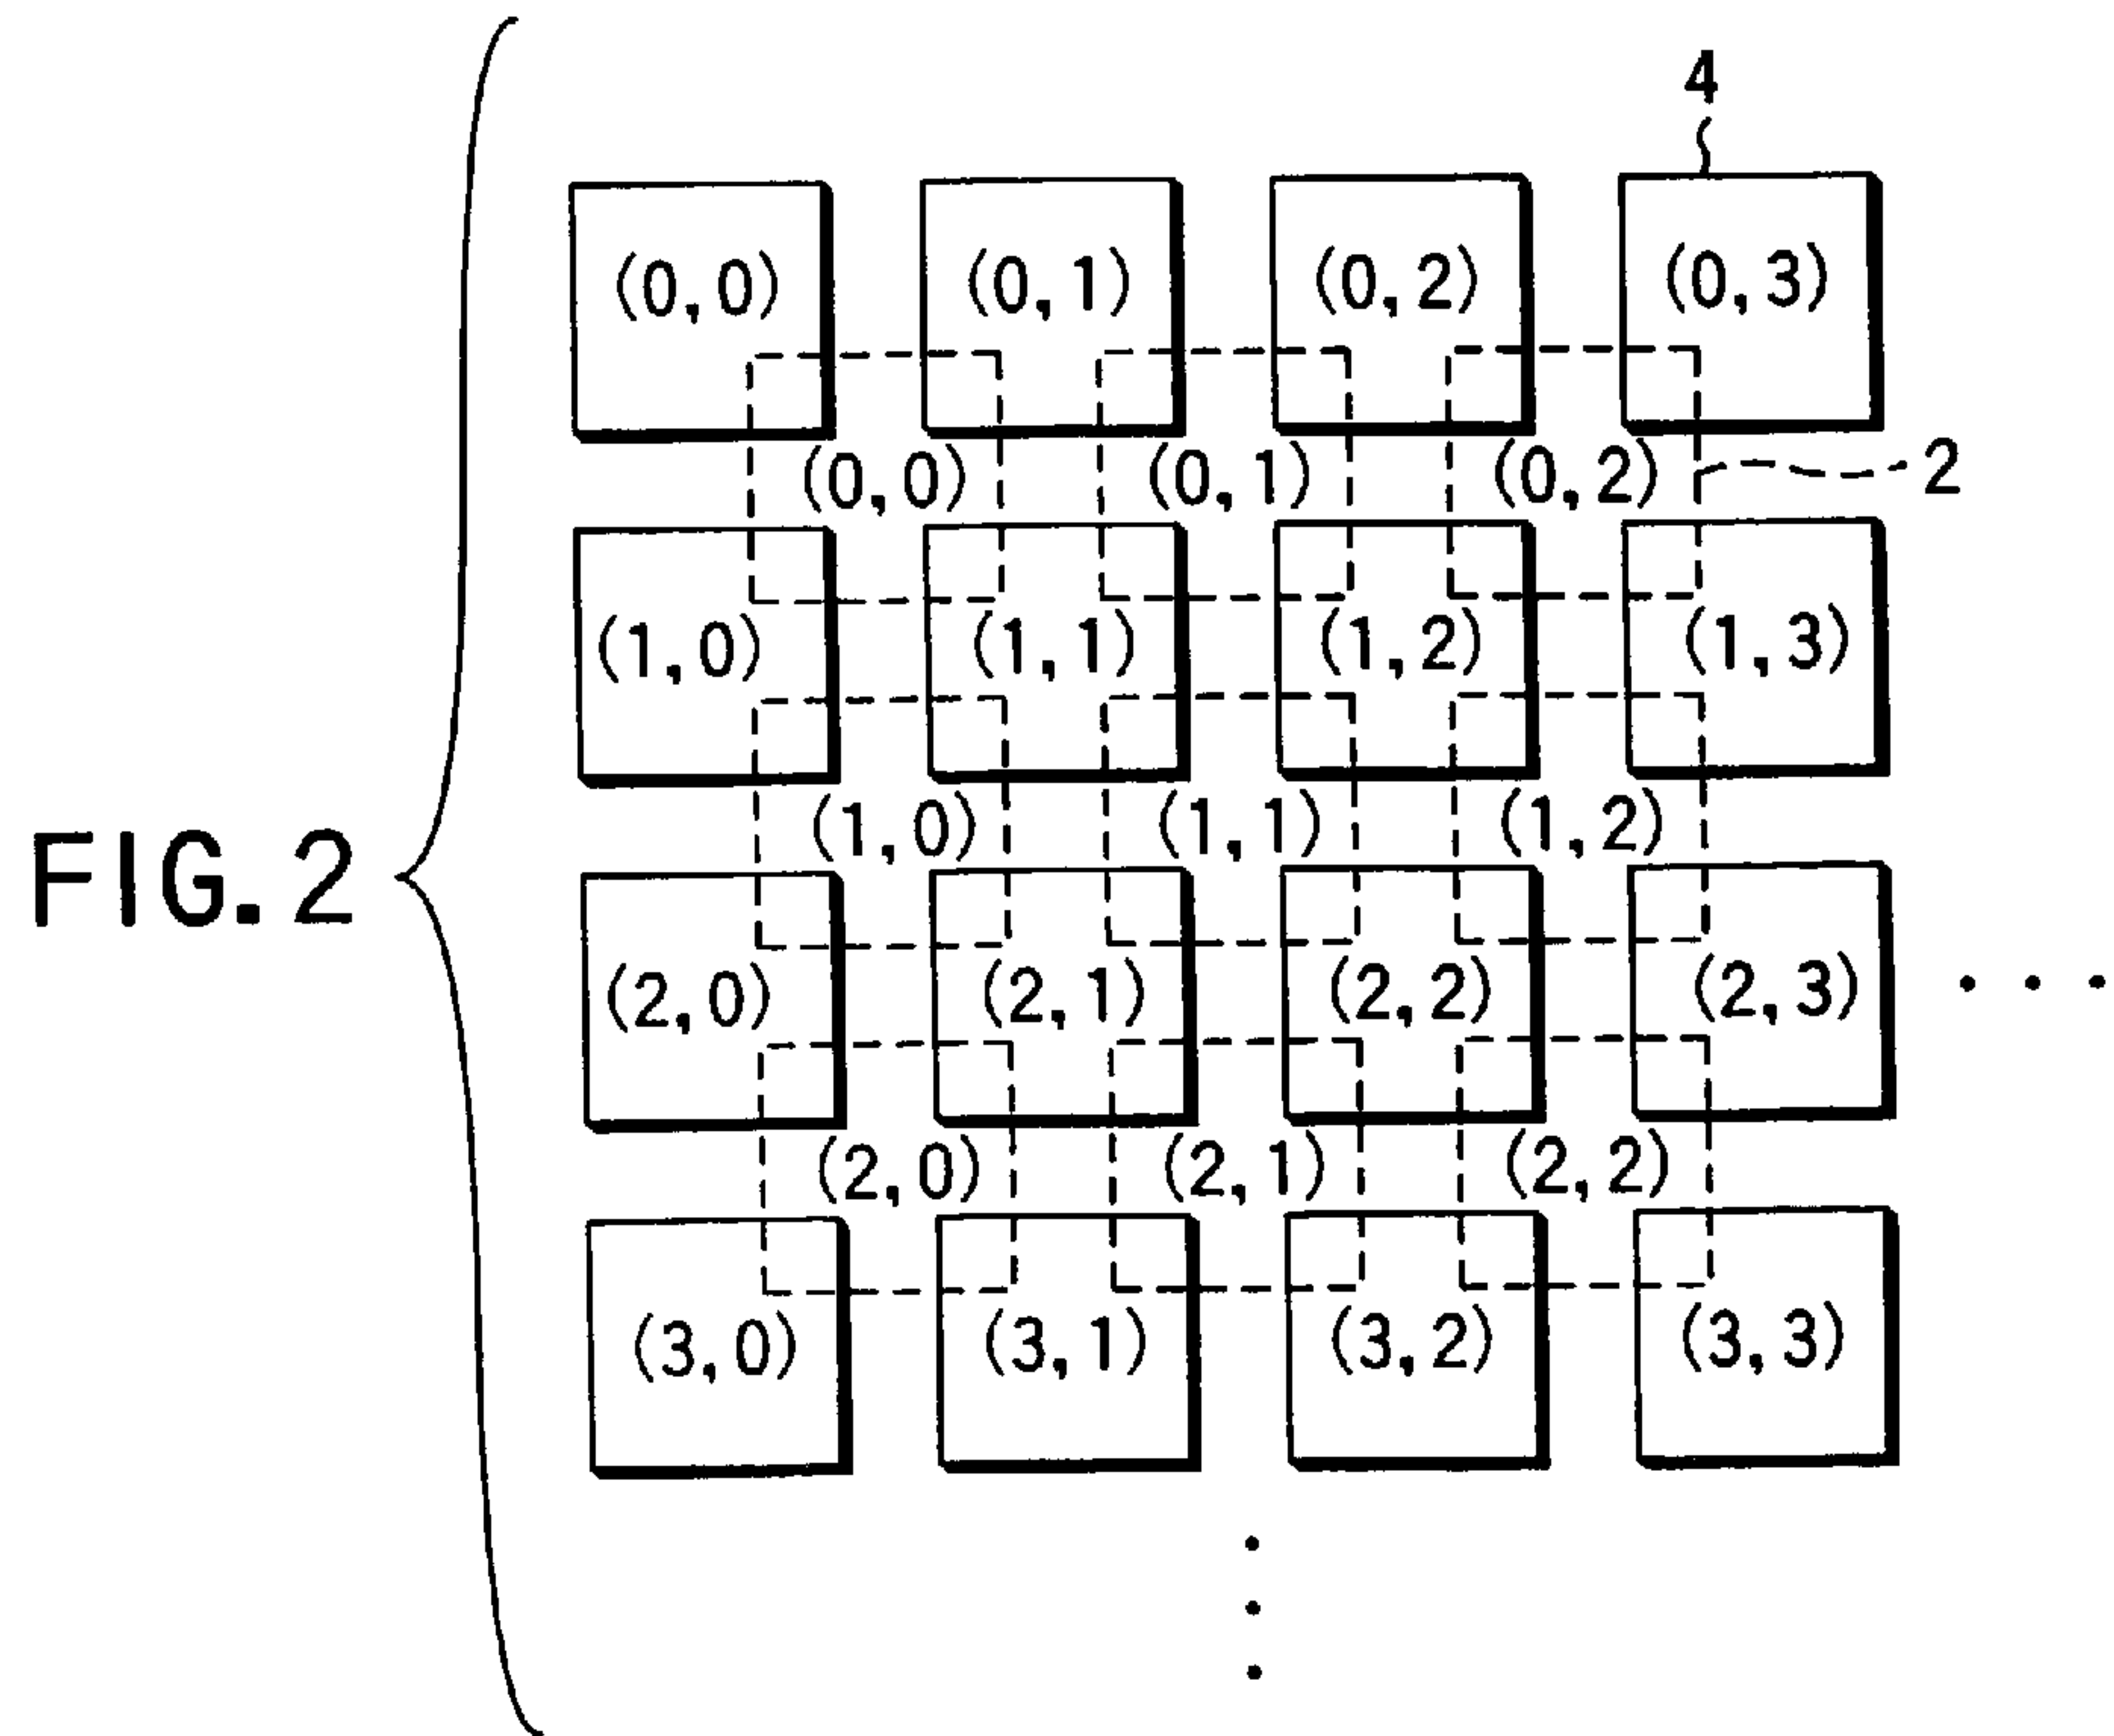 4
(0,0) (0,1) (0,2) (0,3)
(0,0) (0,1) (0,2) 2
(1,0) (1,1) (1,2) (1,3)
(1,0) (1,1) (1,2)
FIG. 2
(2,0) (2,1) (2,2) (2,3) . . .
(2,0) (2,1) (2,2)
(3,0) (3,1) (3,2) (3,3)
.
.
.